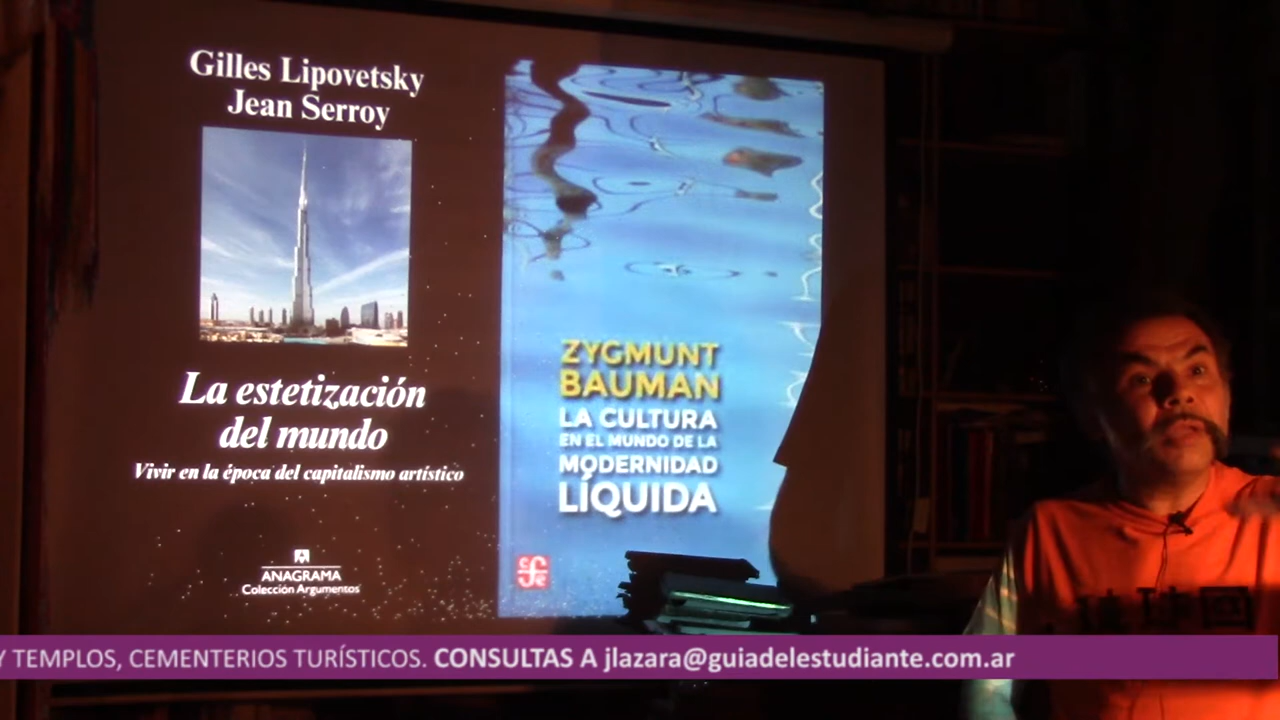 Gilles Lipovetsky
Jean Serroy
La estetización
del mundo
Vivir en la época del capitalismo artístico
ANAGRAMA
Colección Argumentos
ZYGMUNT
BAUMAN
LA CULTURA
EN EL MUNDO DE LA
MODERNIDAD
LÍQUIDA
cfe
Y TEMPLOS, CEMENTERIOS TURÍSTICOS. CONSULTAS A jlazara@guiadelestudiante.com.ar